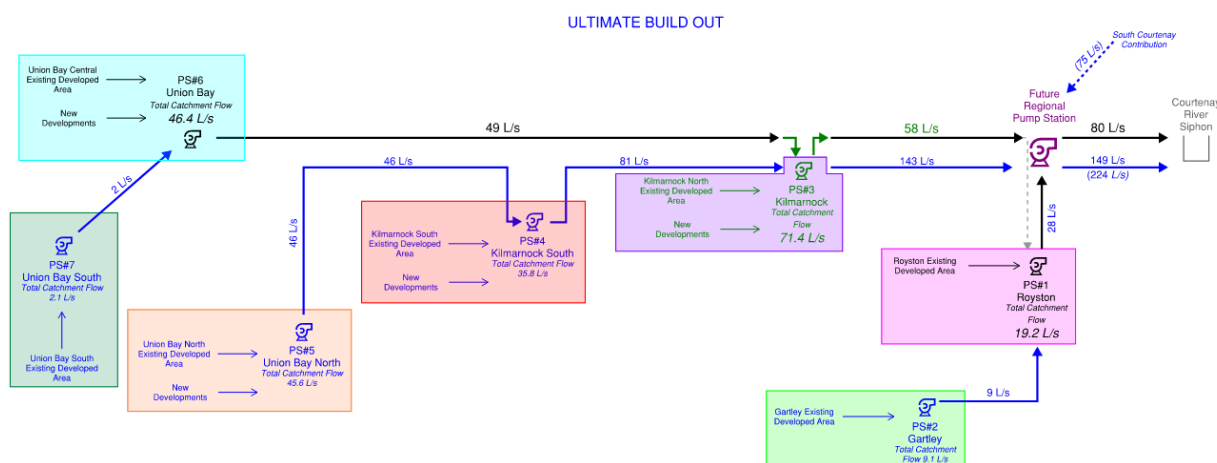 ULTIMATE BUILD OUT
South Courtenay
Contribution
(75 L/s)
Union Bay Central
Existing Developed
Area
New
Developments
PS#6
Union Bay
Total Catchment Flow
46.4 L/s
49 L/s
58 L/s
Future
Regional
Pump Station
80 L/s
149 L/s
(224 L/s)
Courtenay
River
Siphon
2 L/s
46 L/s
46 L/s
81 L/s
143 L/s
Kilmarnock North
Existing Developed
Area
New
Developments
PS#3
Kilmarnock
Total Catchment
Flow
71.4 L/s
Kilmarnock South
Existing Developed
Area
New
Developments
PS#4
Kilmarnock South
Total Catchment Flow
35.8 L/s
28 L/s
PS#7
Union Bay South
Total Catchment Flow
2.1 L/s
Union Bay South
Existing Developed
Area
Royston Existing
Developed Area
PS#1
Royston
Total Catchment
Flow
19.2 L/s
Union Bay North
Existing Developed
Area
New
Developments
PS#5
Union Bay North
Total Catchment Flow
45.6 L/s
9 L/s
Gartley Existing
Developed Area
PS#2
Gartley
Total Catchment
Flow 9.1 L/s